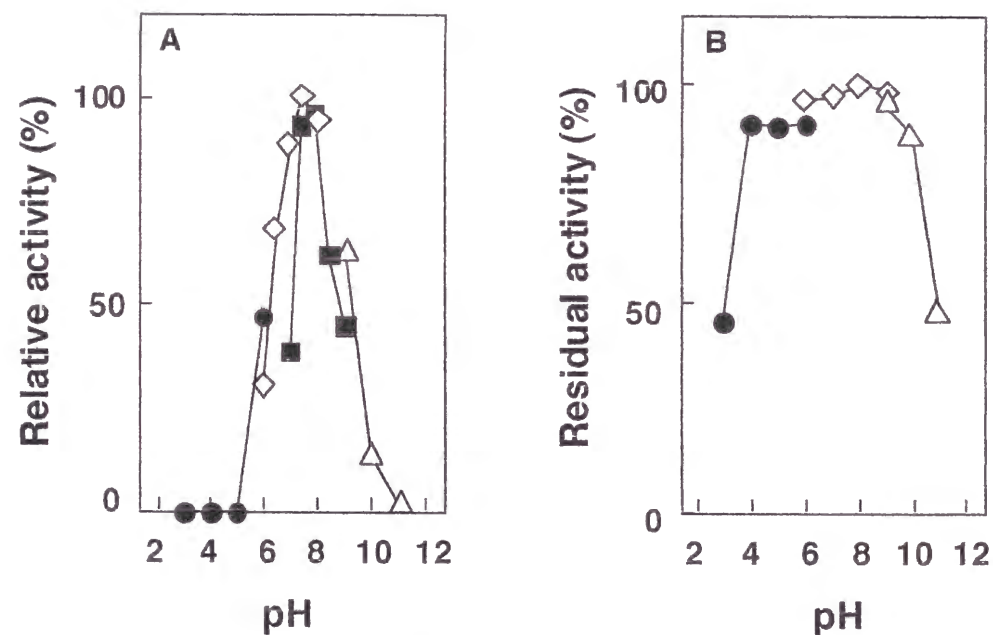 A
Relative activity (%)
100
50
0
2 4 6 8 10 12
pH
B
Residual activity (%)
100
50
0
2 4 6 8 10 12
pH